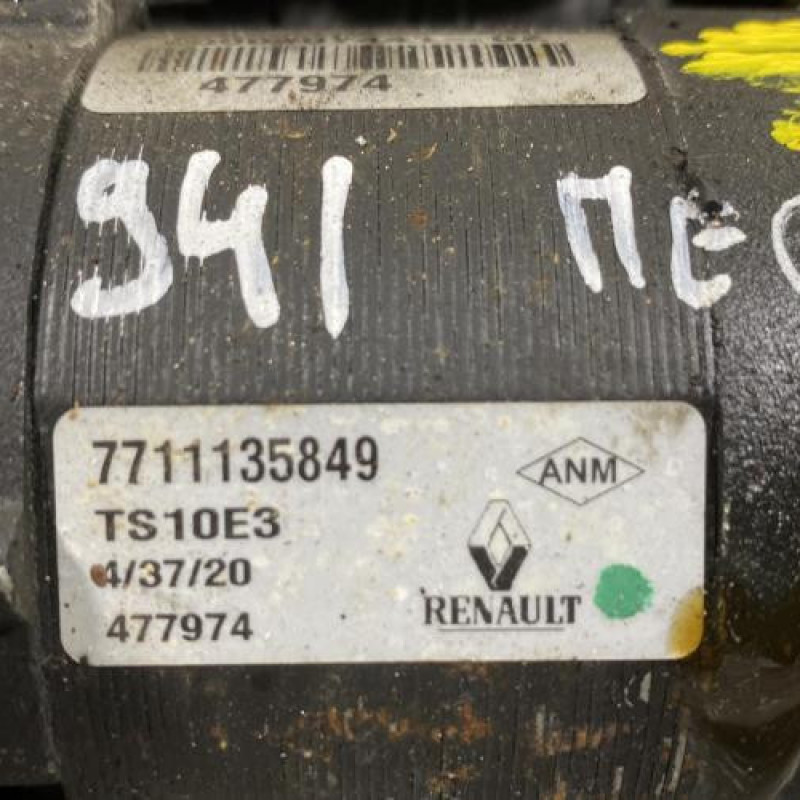 477974
941 ПЕ
7711135849
ANM
TS10E3
4/37/20
477974
RENAULT